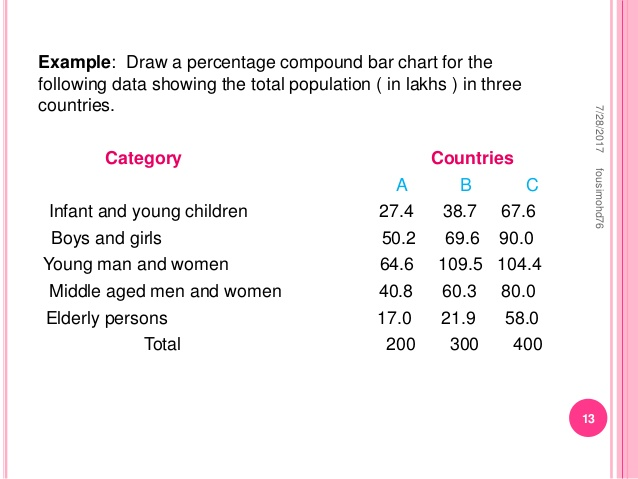 Example: Draw a percentage compound bar chart for the
following data showing the total population ( in lakhs ) in three
countries.
Category Countries
A B C
Infant and young children 27.4 38.7 67.6
Boys and girls 50.2 69.6 90.0
Young man and women 64.6 109.5 104.4
Middle aged men and women 40.8 60.3 80.0
Elderly persons 17.0 21.9 58.0
Total 200 300 400
7/28/2017 fousimohd76
13